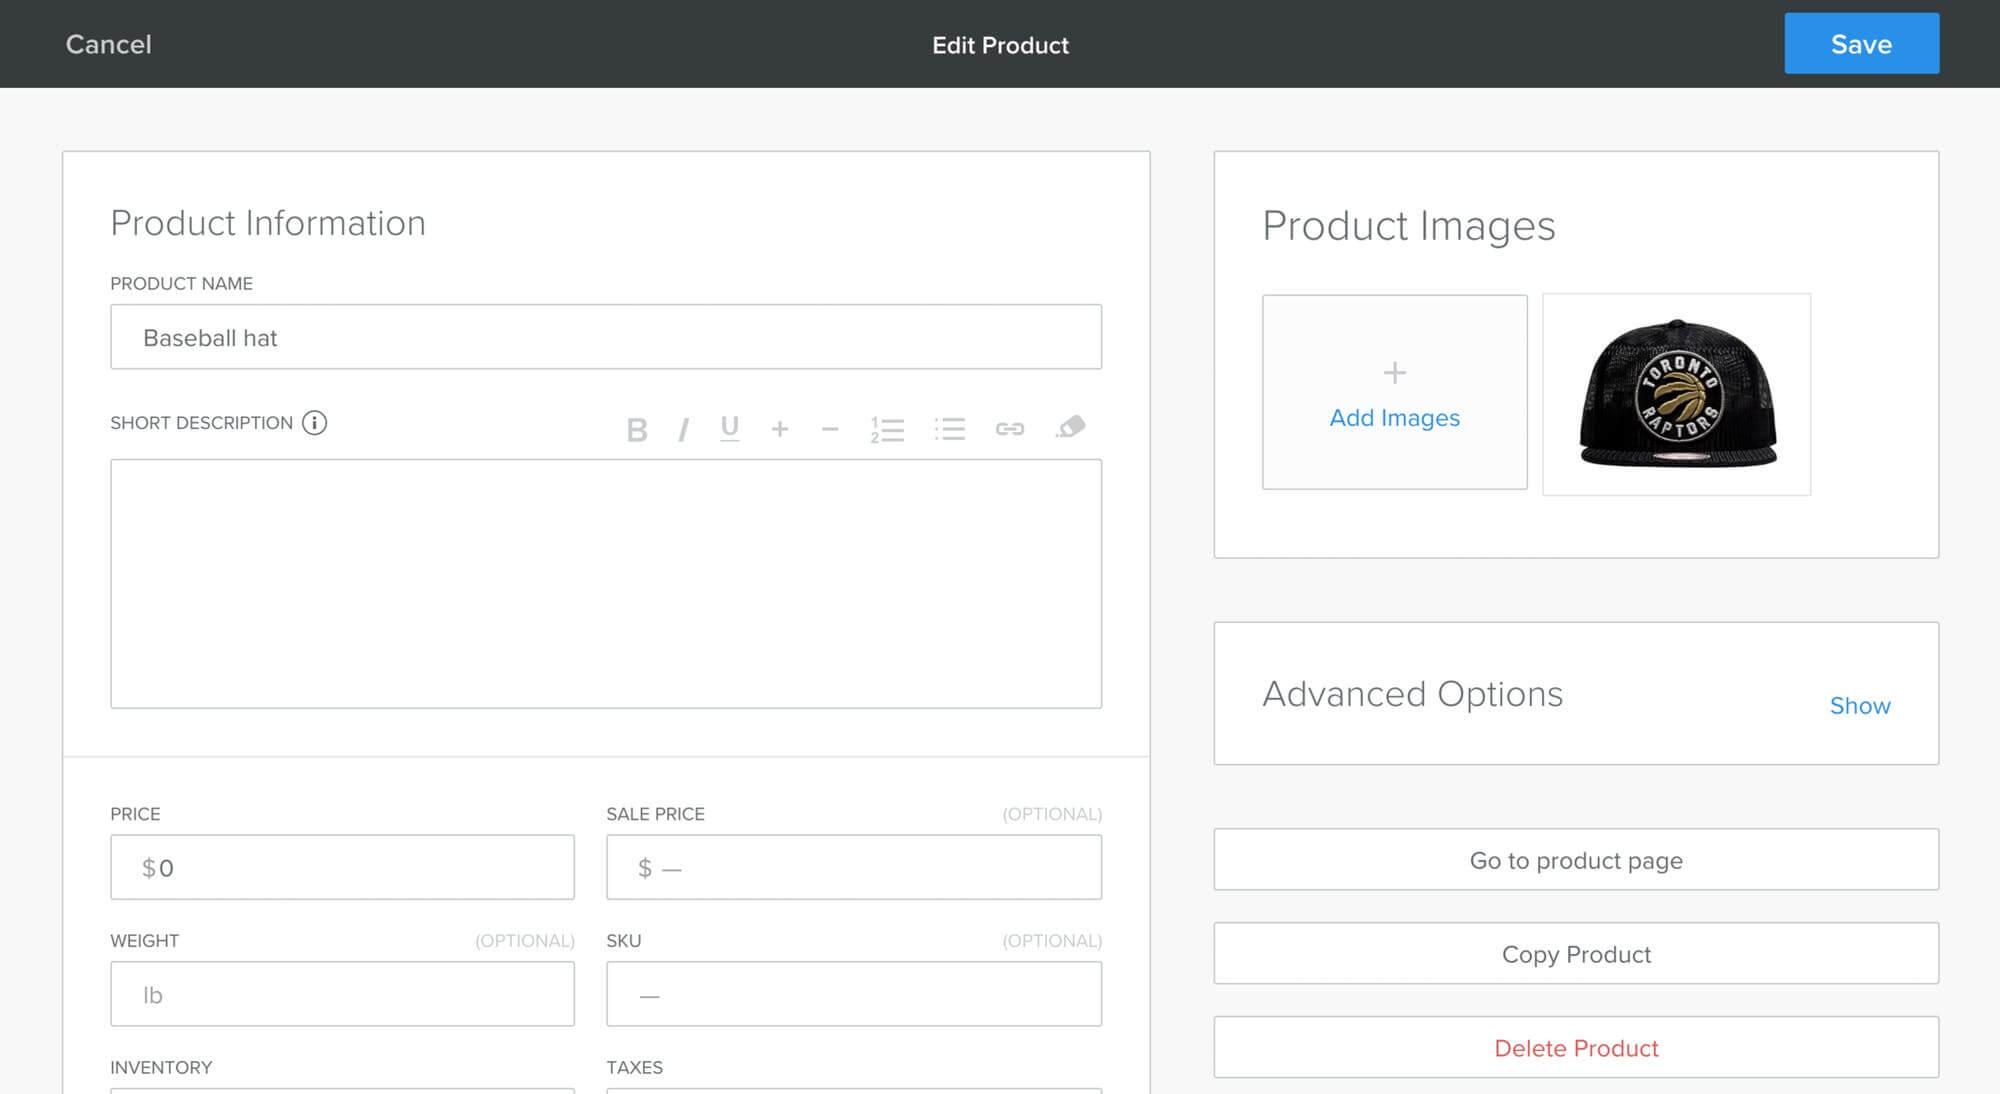 Cancel
Edit Product
Save
Product Information
PRODUCT NAME
Baseball hat
SHORT DESCRIPTION i
B I U + −
1
2
PRICE
$0
SALE PRICE (OPTIONAL)
$ —
WEIGHT (OPTIONAL)
lb
SKU (OPTIONAL)
—
INVENTORY
TAXES
Product Images
+
Add Images
TORONTO
RAPTORS
Advanced Options
Show
Go to product page
Copy Product
Delete Product